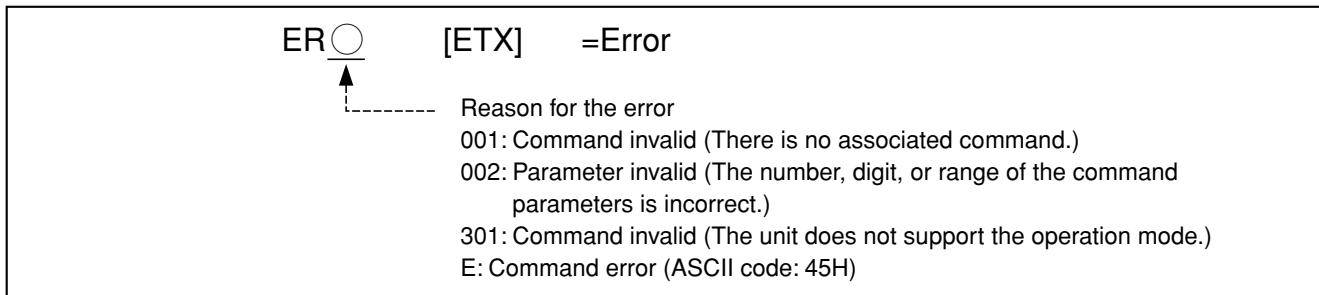 ER○ [ETX] =Error
Reason for the error
001: Command invalid (There is no associated command.)
002: Parameter invalid (The number, digit, or range of the command
parameters is incorrect.)
301: Command invalid (The unit does not support the operation mode.)
E: Command error (ASCII code: 45H)